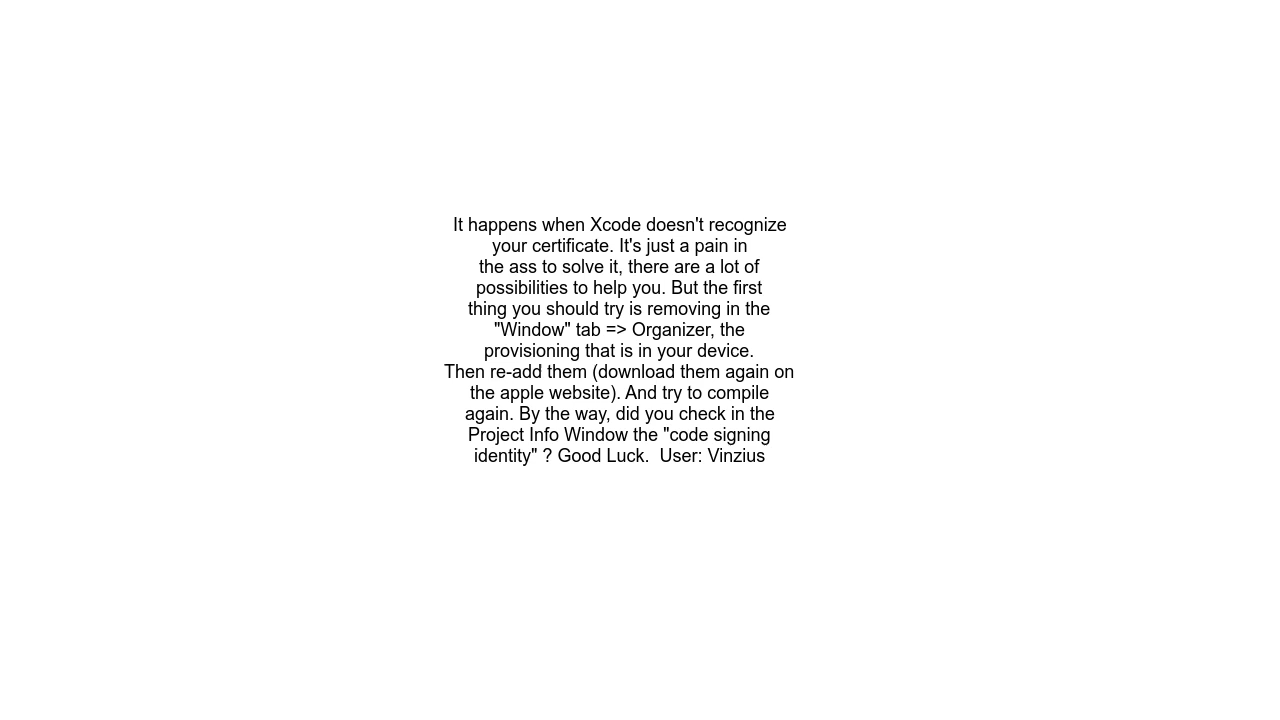 It happens when Xcode doesn't recognize
your certificate. It's just a pain in
the ass to solve it, there are a lot of
possibilities to help you. But the first
thing you should try is removing in the
"Window" tab => Organizer, the
provisioning that is in your device.
Then re-add them (download them again on
the apple website). And try to compile
again. By the way, did you check in the
Project Info Window the "code signing
identity" ? Good Luck.  User: Vinzius